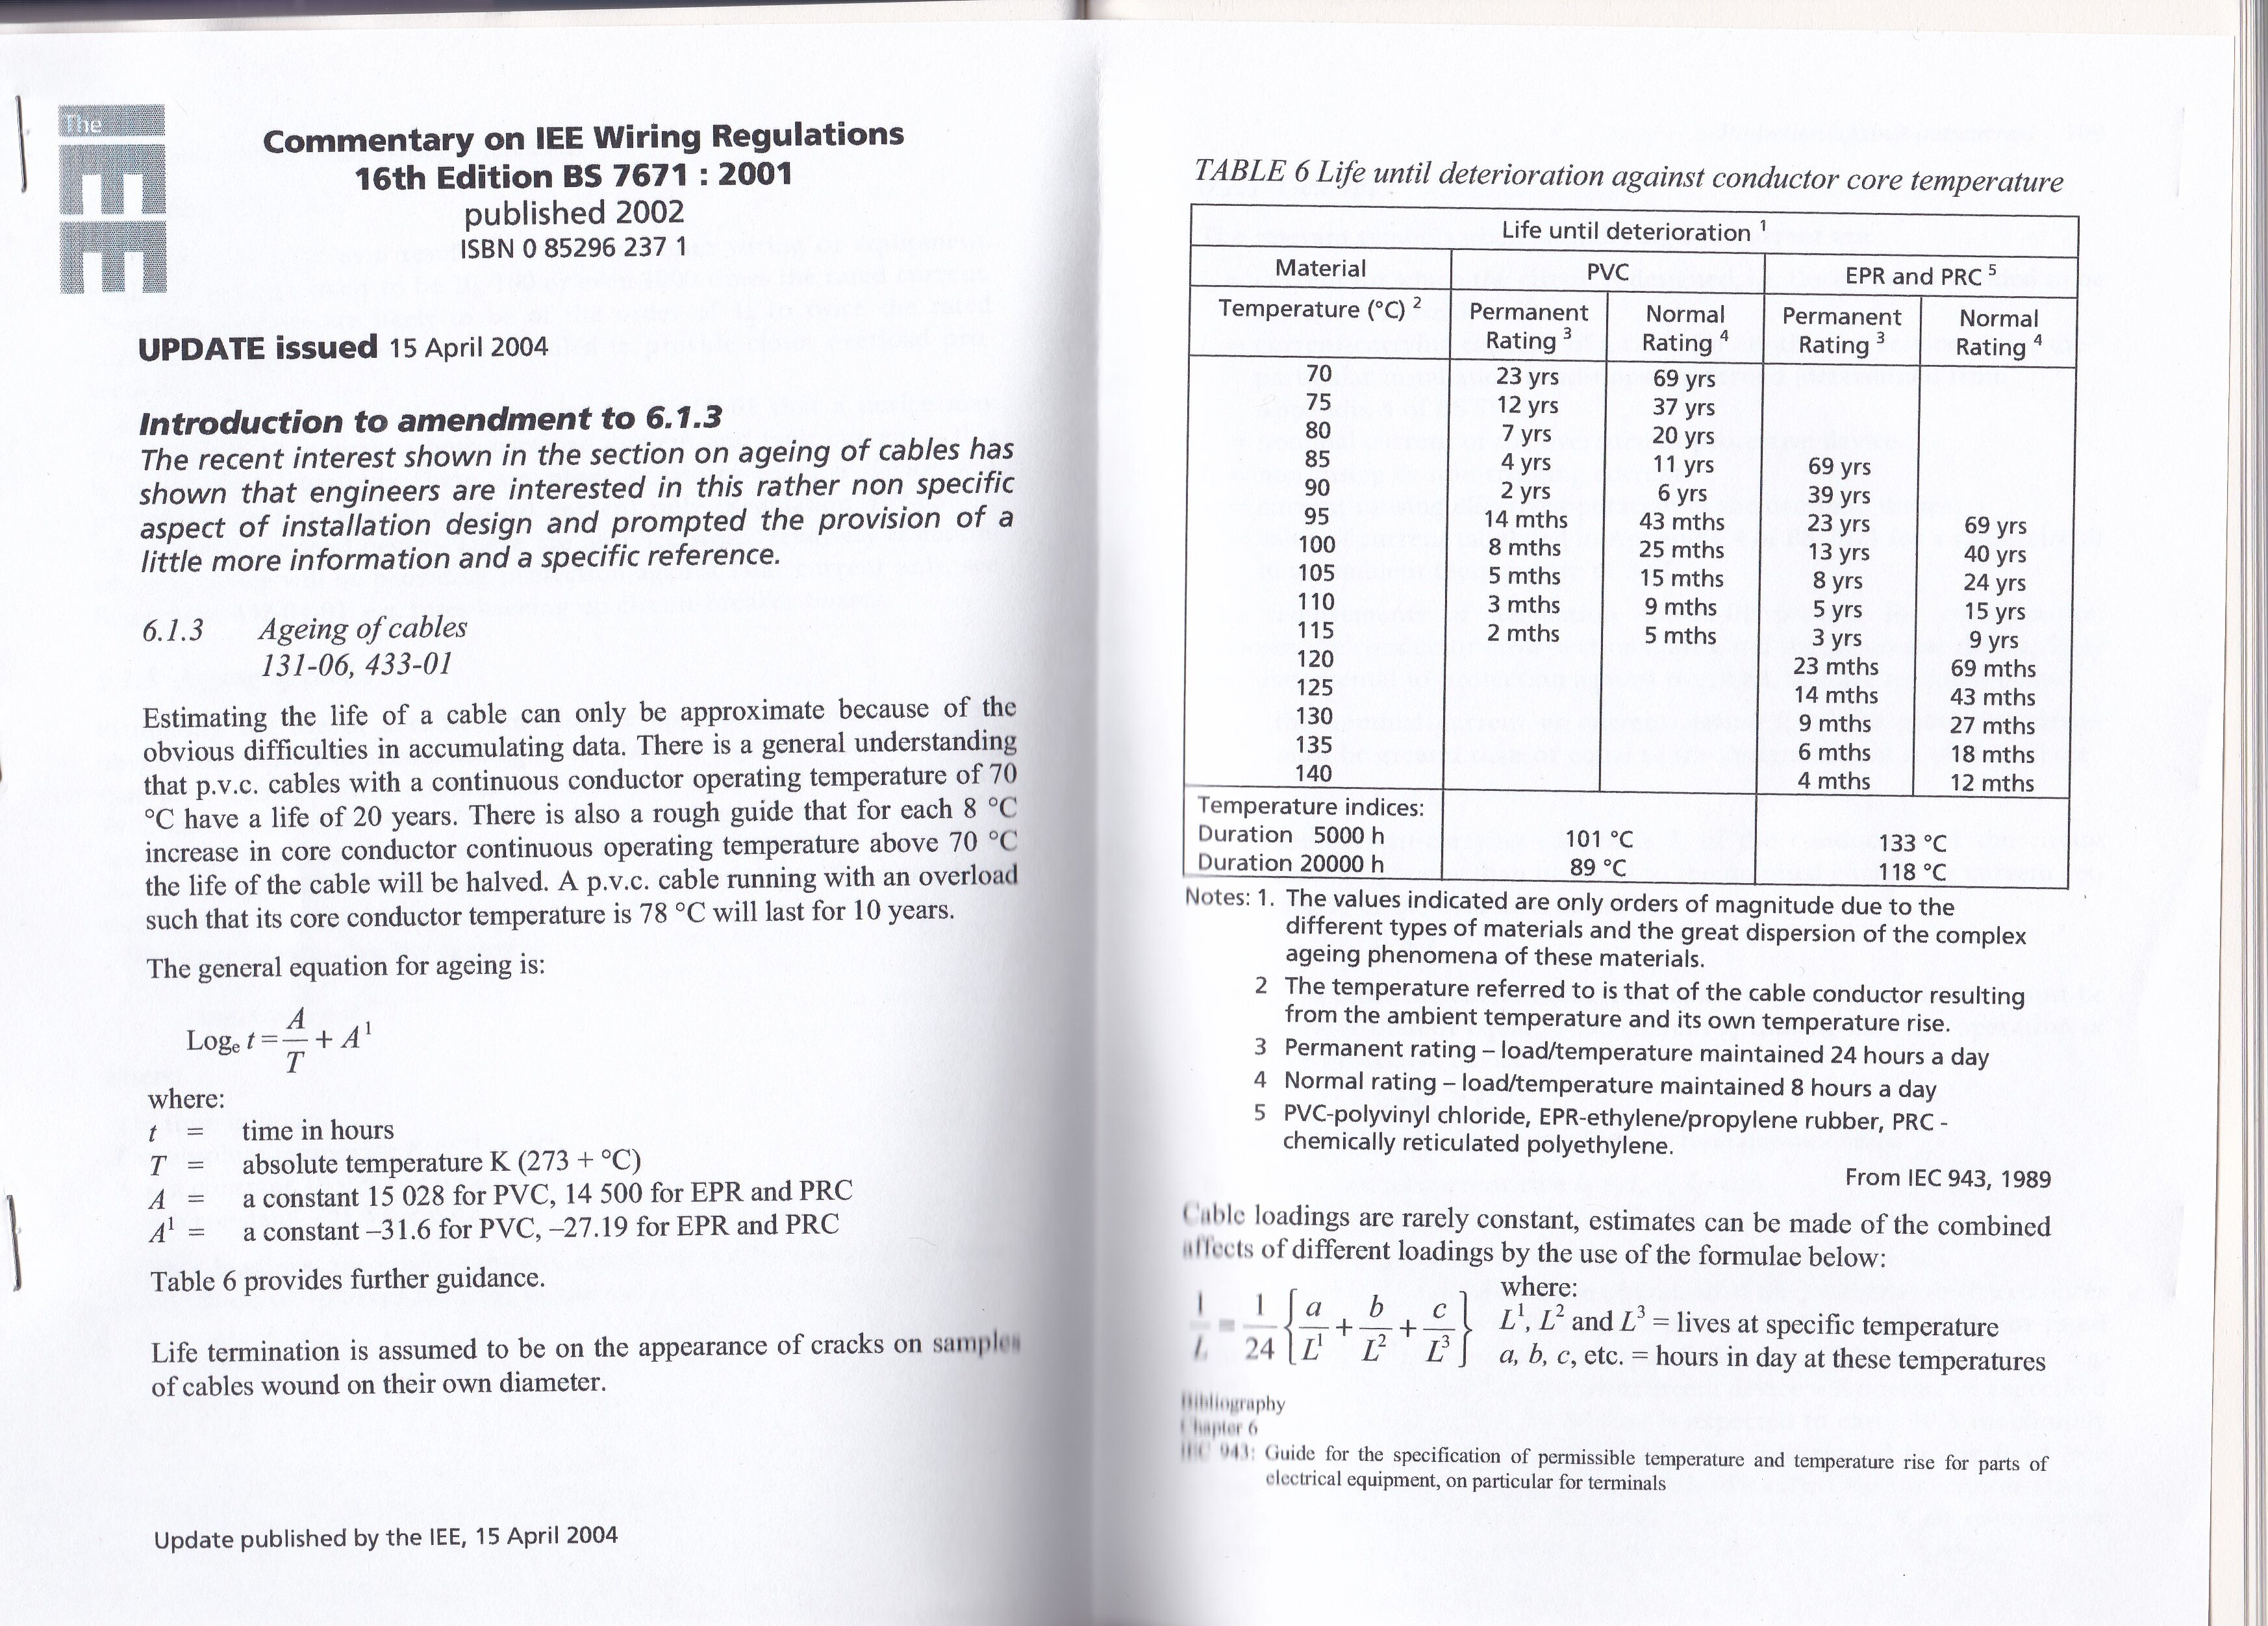 The
IEE
Commentary on IEE Wiring Regulations
16th Edition BS 7671 : 2001
published 2002
ISBN 0 85296 237 1
UPDATE issued 15 April 2004
Introduction to amendment to 6.1.3
The recent interest shown in the section on ageing of cables has
shown that engineers are interested in this rather non specific
aspect of installation design and prompted the provision of a
little more information and a specific reference.
6.1.3 Ageing of cables
131-06, 433-01
Estimating the life of a cable can only be approximate because of the
obvious difficulties in accumulating data. There is a general understanding
that p.v.c. cables with a continuous conductor operating temperature of 70
°C have a life of 20 years. There is also a rough guide that for each 8 °C
increase in core conductor continuous operating temperature above 70 °C
the life of the cable will be halved. A p.v.c. cable running with an overload
such that its core conductor temperature is 78 °C will last for 10 years.
The general equation for ageing is:
Logₑ t = A/T + A¹
where:
t = time in hours
T = absolute temperature K (273 + °C)
A = a constant 15 028 for PVC, 14 500 for EPR and PRC
A¹ = a constant –31.6 for PVC, –27.19 for EPR and PRC
Table 6 provides further guidance.
Life termination is assumed to be on the appearance of cracks on samples
of cables wound on their own diameter.
Update published by the IEE, 15 April 2004
TABLE 6 Life until deterioration against conductor core temperature
Life until deterioration ¹
Material PVC EPR and PRC ⁵
Temperature (°C) ² Permanent Rating ³ Normal Rating ⁴ Permanent Rating ³ Normal Rating ⁴
70 23 yrs 69 yrs
75 12 yrs 37 yrs
80 7 yrs 20 yrs
85 4 yrs 11 yrs 69 yrs
90 2 yrs 6 yrs 39 yrs
95 14 mths 43 mths 23 yrs 69 yrs
100 8 mths 25 mths 13 yrs 40 yrs
105 5 mths 15 mths 8 yrs 24 yrs
110 3 mths 9 mths 5 yrs 15 yrs
115 2 mths 5 mths 3 yrs 9 yrs
120 23 mths 69 mths
125 14 mths 43 mths
130 9 mths 27 mths
135 6 mths 18 mths
140 4 mths 12 mths
Temperature indices:
Duration 5000 h 101 °C 133 °C
Duration 20000 h 89 °C 118 °C
Notes: 1. The values indicated are only orders of magnitude due to the
different types of materials and the great dispersion of the complex
ageing phenomena of these materials.
2 The temperature referred to is that of the cable conductor resulting
from the ambient temperature and its own temperature rise.
3 Permanent rating – load/temperature maintained 24 hours a day
4 Normal rating – load/temperature maintained 8 hours a day
5 PVC-polyvinyl chloride, EPR-ethylene/propylene rubber, PRC -
chemically reticulated polyethylene.
From IEC 943, 1989
Cable loadings are rarely constant, estimates can be made of the combined
affects of different loadings by the use of the formulae below:
1/L = 1/24 { a/L¹ + b/L² + c/L³ }
where:
L¹, L² and L³ = lives at specific temperature
a, b, c, etc. = hours in day at these temperatures
Bibliography
Chapter 6
IEC 943: Guide for the specification of permissible temperature and temperature rise for parts of
electrical equipment, on particular for terminals